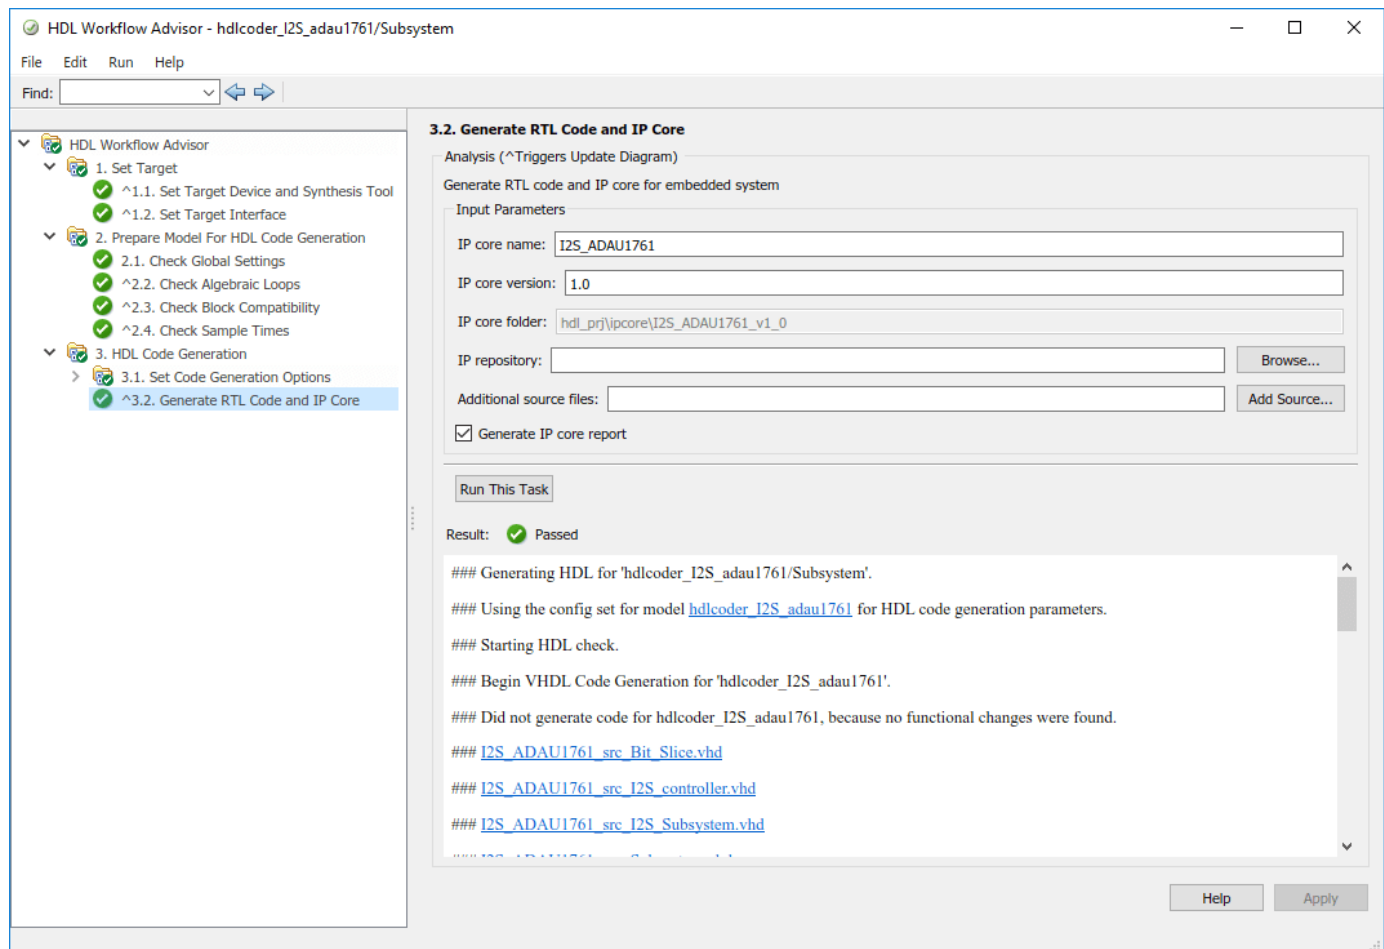 HDL Workflow Advisor - hdlcoder_I2S_adau1761/Subsystem
File Edit Run Help
Find:
HDL Workflow Advisor
1. Set Target
^1.1. Set Target Device and Synthesis Tool
^1.2. Set Target Interface
2. Prepare Model For HDL Code Generation
2.1. Check Global Settings
^2.2. Check Algebraic Loops
^2.3. Check Block Compatibility
^2.4. Check Sample Times
3. HDL Code Generation
3.1. Set Code Generation Options
^3.2. Generate RTL Code and IP Core
3.2. Generate RTL Code and IP Core
Analysis (^Triggers Update Diagram)
Generate RTL code and IP core for embedded system
Input Parameters
IP core name: I2S_ADAU1761
IP core version: 1.0
IP core folder: hdl_prj\ipcore\I2S_ADAU1761_v1_0
IP repository: Browse...
Additional source files: Add Source...
Generate IP core report
Run This Task
Result: Passed
### Generating HDL for 'hdlcoder_I2S_adau1761/Subsystem'.
### Using the config set for model hdlcoder_I2S_adau1761 for HDL code generation parameters.
### Starting HDL check.
### Begin VHDL Code Generation for 'hdlcoder_I2S_adau1761'.
### Did not generate code for hdlcoder_I2S_adau1761, because no functional changes were found.
### I2S_ADAU1761_src_Bit_Slice.vhd
### I2S_ADAU1761_src_I2S_controller.vhd
### I2S_ADAU1761_src_I2S_Subsystem.vhd
Help Apply